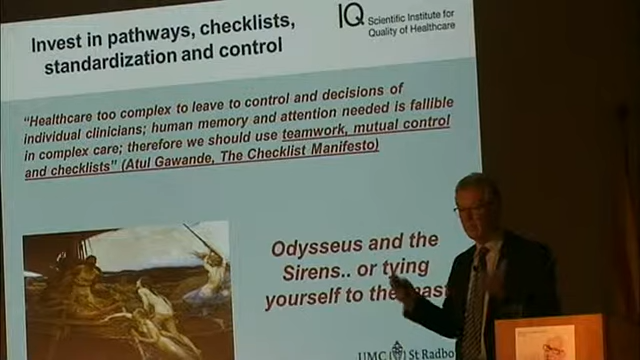 Invest in pathways, checklists,
standardization and control
IQ Scientific Institute for
Quality of Healthcare
"Healthcare too complex to leave to control and decisions of
individual clinicians; human memory and attention needed is fallible
in complex care; therefore we should use teamwork, mutual control
and checklists" (Atul Gawande, The Checklist Manifesto)
Odysseus and the
Sirens.. or tying
yourself to the
UMC St Radbo